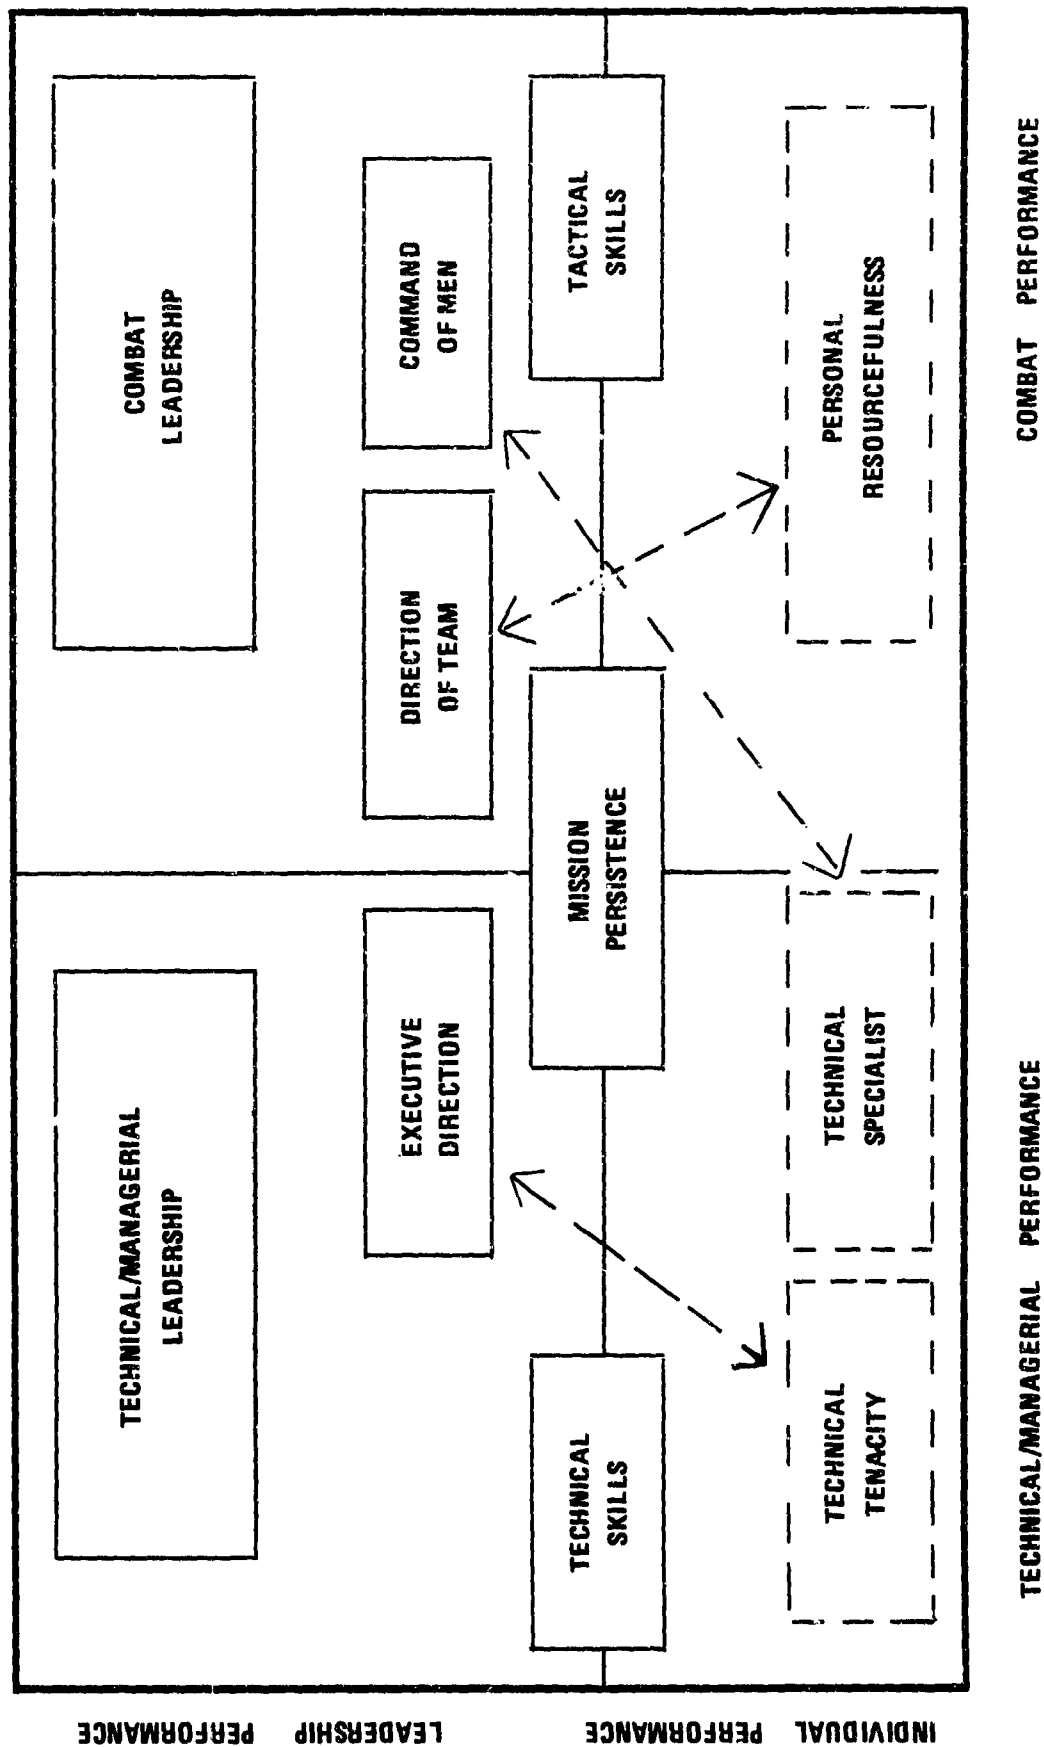 TECHNICAL/MANAGERIAL
LEADERSHIP
COMBAT
LEADERSHIP
EXECUTIVE
DIRECTION
DIRECTION
OF TEAM
COMMAND
OF MEN
TECHNICAL
SKILLS
MISSION
PERSISTENCE
TACTICAL
SKILLS
TECHNICAL
TENACITY
TECHNICAL
SPECIALIST
PERSONAL
RESOURCEFULNESS
LEADERSHIP PERFORMANCE
INDIVIDUAL PERFORMANCE
TECHNICAL/MANAGERIAL PERFORMANCE
COMBAT PERFORMANCE